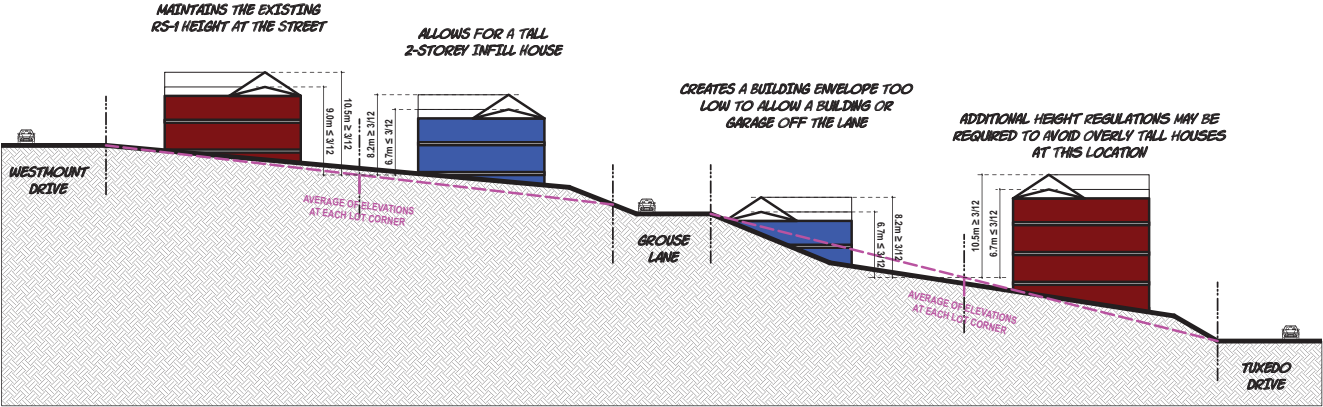 MAINTAINS THE EXISTING
RS-1 HEIGHT AT THE STREET
ALLOWS FOR A TALL
2-STOREY INFILL HOUSE
CREATES A BUILDING ENVELOPE TOO
LOW TO ALLOW A BUILDING OR
GARAGE OFF THE LANE
ADDITIONAL HEIGHT REGULATIONS MAY BE
REQUIRED TO AVOID OVERLY TALL HOUSES
AT THIS LOCATION
10.5m ≥ 3/12
9.0m ≤ 3/12
8.2m ≥ 3/12
6.7m ≤ 3/12
8.2m ≥ 3/12
6.7m ≤ 3/12
10.5m ≥ 3/12
6.7m ≤ 3/12
WESTMOUNT
DRIVE
AVERAGE OF ELEVATIONS
AT EACH LOT CORNER
GROUSE
LANE
AVERAGE OF ELEVATIONS
AT EACH LOT CORNER
TUXEDO
DRIVE